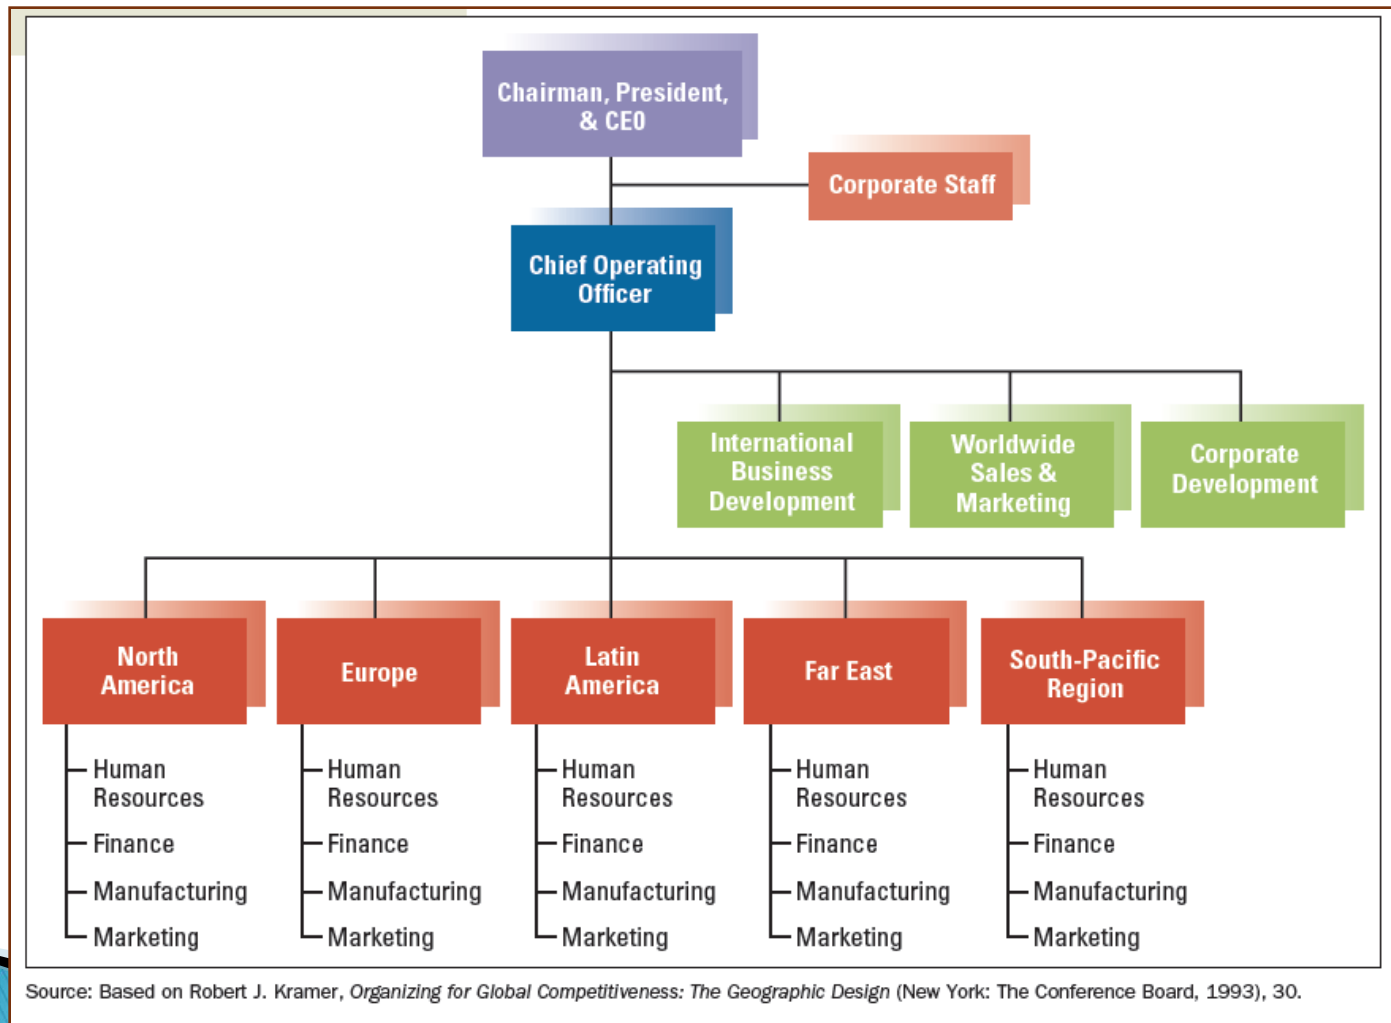 Chairman, President,
& CEO
Corporate Staff
Chief Operating
Officer
International
Business
Development
Worldwide
Sales &
Marketing
Corporate
Development
North
America
Europe
Latin
America
Far East
South-Pacific
Region
Human
Resources
Finance
Manufacturing
Marketing
Human
Resources
Finance
Manufacturing
Marketing
Human
Resources
Finance
Manufacturing
Marketing
Human
Resources
Finance
Manufacturing
Marketing
Human
Resources
Finance
Manufacturing
Marketing
Source: Based on Robert J. Kramer, Organizing for Global Competitiveness: The Geographic Design (New York: The Conference Board, 1993), 30.